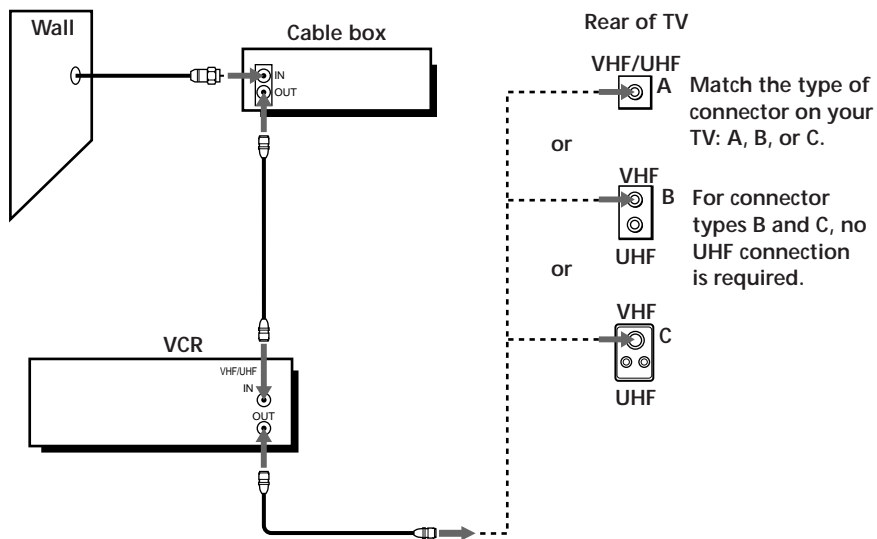 Wall
Cable box
IN
OUT
VCR
VHF/UHF
IN
OUT
Rear of TV
VHF/UHF
A
Match the type of
connector on your
TV: A, B, or C.
or
VHF
B
UHF
For connector
types B and C, no
UHF connection
is required.
or
VHF
C
UHF